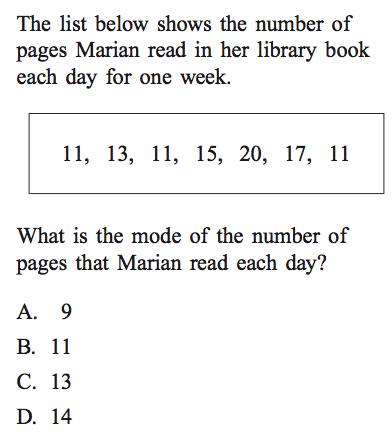 The list below shows the number of
pages Marian read in her library book
each day for one week.
11, 13, 11, 15, 20, 17, 11
What is the mode of the number of
pages that Marian read each day?
A. 9
B. 11
C. 13
D. 14